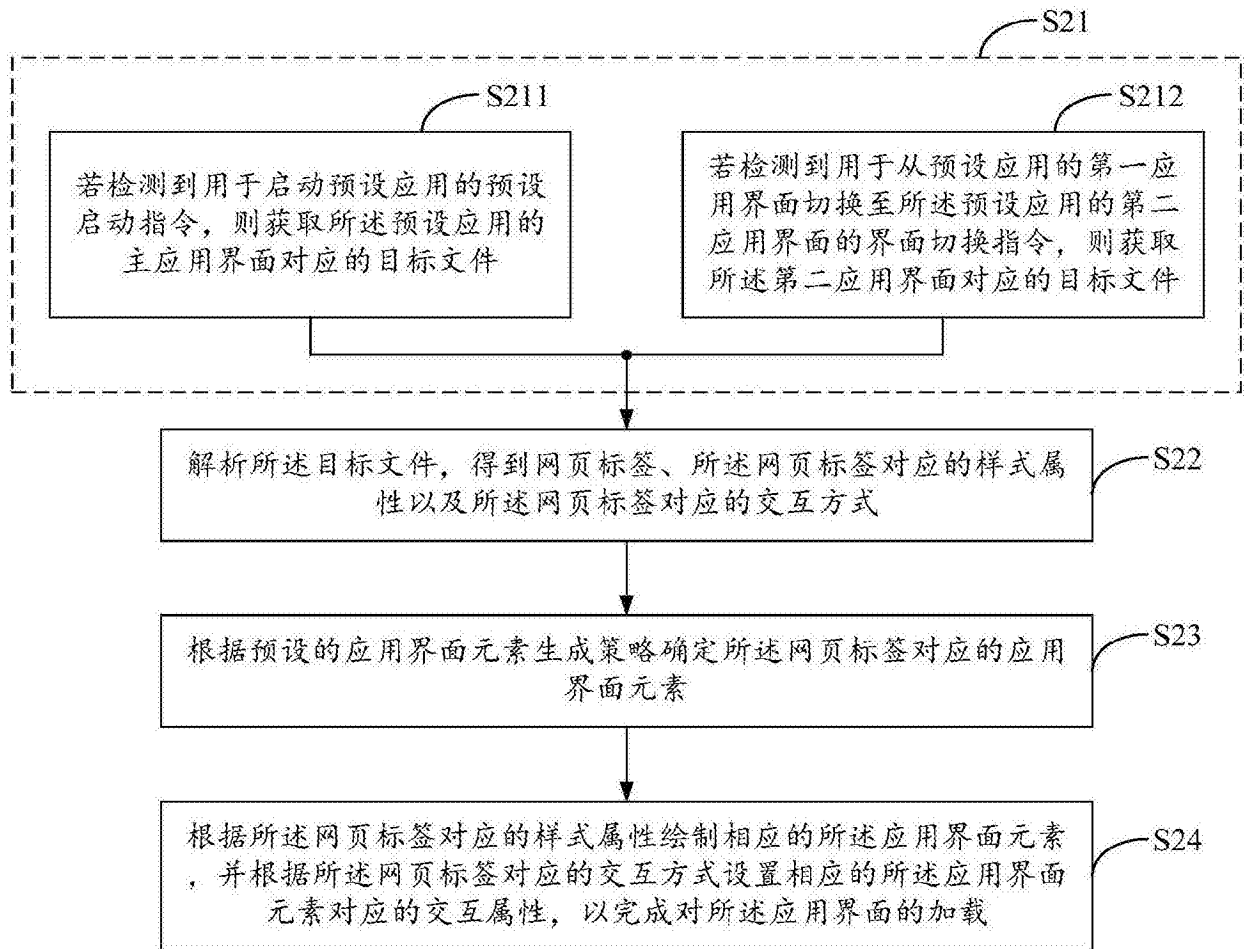 S21
S211
若检测到用于启动预设应用的预设
启动指令，则获取所述预设应用的
主应用界面对应的目标文件
S212
若检测到用于从预设应用的第一应
用界面切换至所述预设应用的第二
应用界面的界面切换指令，则获取
所述第二应用界面对应的目标文件
解析所述目标文件，得到网页标签、所述网页标签对应的样式属
性以及所述网页标签对应的交互方式
S22
根据预设的应用界面元素生成策略确定所述网页标签对应的应用
界面元素
S23
根据所述网页标签对应的样式属性绘制相应的所述应用界面元素
，并根据所述网页标签对应的交互方式设置相应的所述应用界面
元素对应的交互属性，以完成对所述应用界面的加载
S24